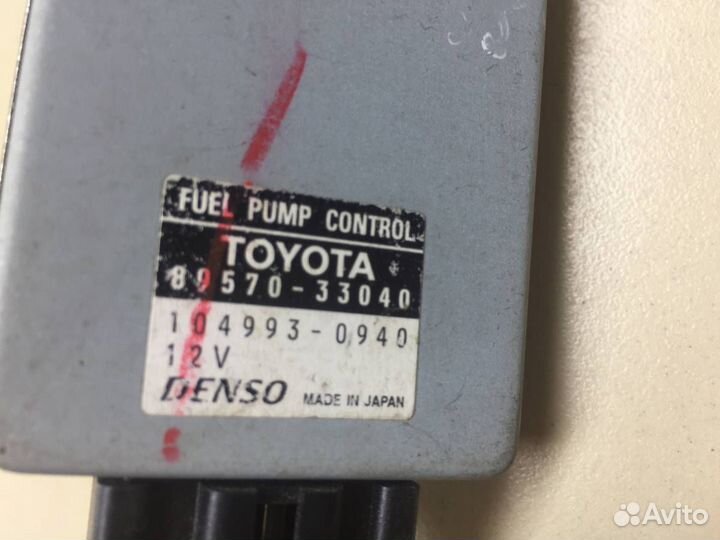 FUEL PUMP CONTROL
TOYOTA
89570-33040
104993-0940
12V
DENSO MADE IN JAPAN
Avito